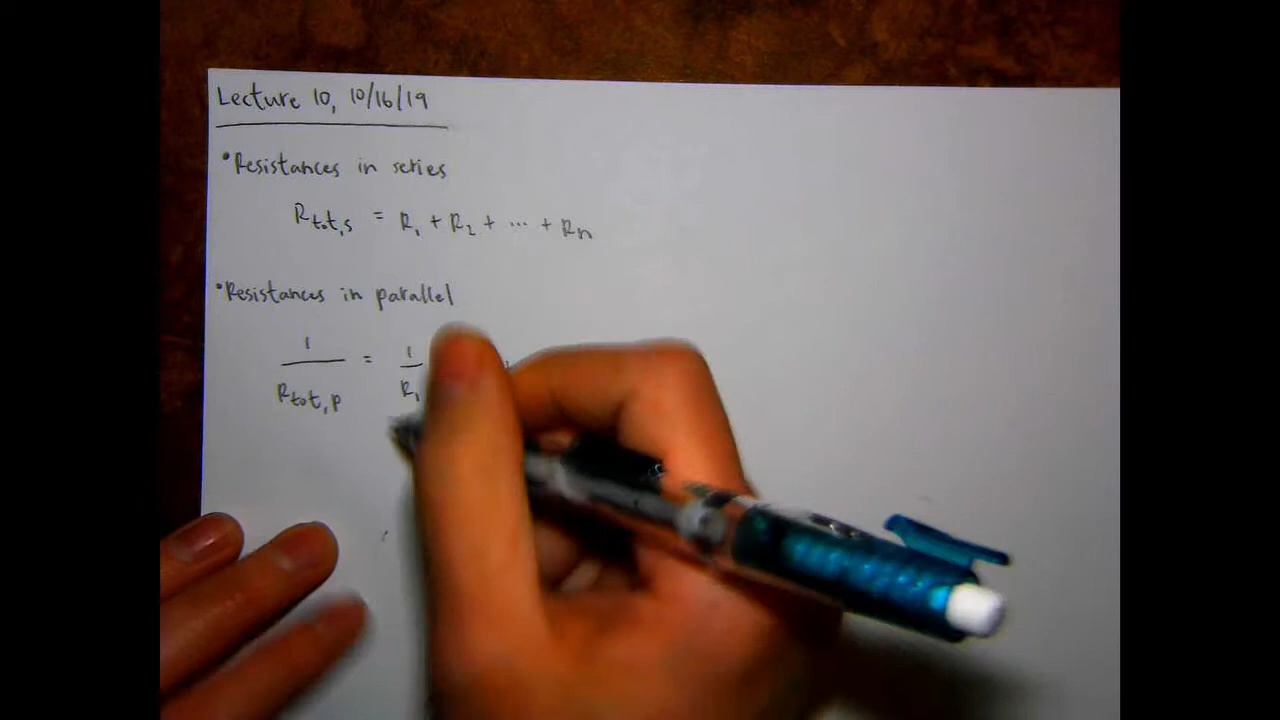 Lecture 10, 10/16/19
•Resistances in series
R_tot,s = R_1 + R_2 + ... + R_n
•Resistances in parallel
1/R_tot,p = 1/R_1